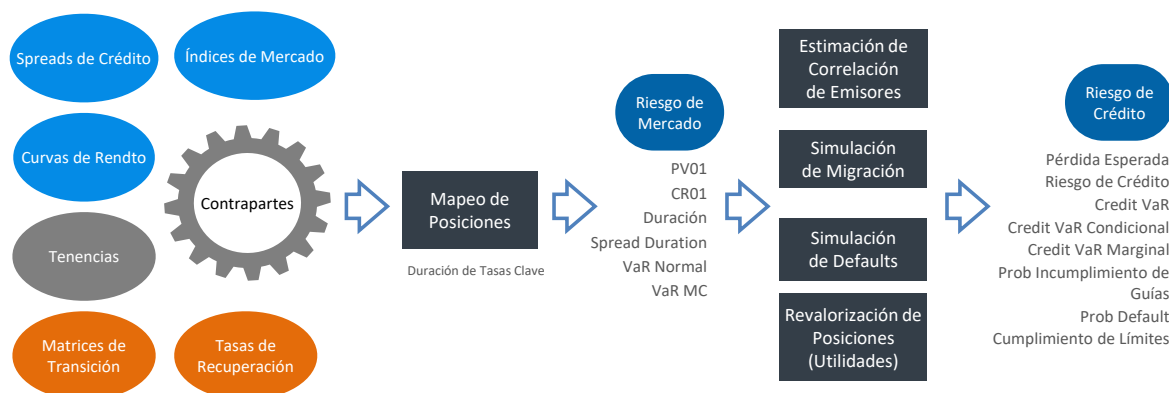 Spreads de Crédito
Índices de Mercado
Curvas de Rendto
Contrapartes
Tenencias
Matrices de
Transición
Tasas de
Recuperación
Mapeo de
Posiciones
Duración de Tasas Clave
Riesgo de
Mercado
PV01
CR01
Duración
Spread Duration
VaR Normal
VaR MC
Estimación de
Correlación
de Emisores
Simulación
de Migración
Simulación
de Defaults
Revalorización de
Posiciones
(Utilidades)
Riesgo de
Crédito
Pérdida Esperada
Riesgo de Crédito
Credit VaR
Credit VaR Condicional
Credit VaR Marginal
Prob Incumplimiento de
Guías
Prob Default
Cumplimiento de Límites